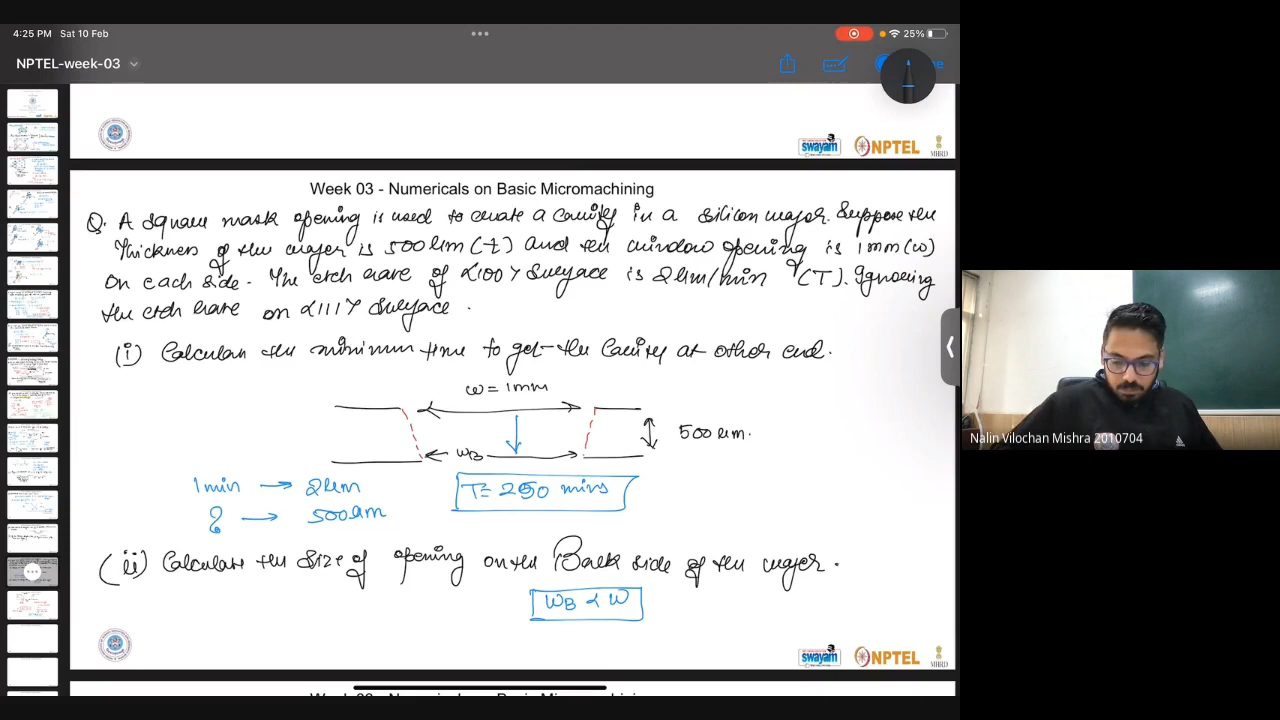 4:25 PM Sat 10 Feb
25%
NPTEL-week-03
swayam NPTEL MHRD
Week 03 - Numericals on Basic Micromachining
Q. A square mask opening is used to create a cavity in a silicon wafer. Suppose the
thickness of the wafer is 500 μm (t) and the window opening is 1mm (w)
on each side. The etch rate of <100> surface is 2 μm/min (T). Ignoring
the etch rate on <111> surface.
(i) Calculate the minimum time to get the cavity at other end.
w = 1mm
500 μm.
wB
1 min → 2 μm
? → 500 μm
T = 250 mins
(ii) Calculate the size of opening on the Back side of the wafer.
wB < w
swayam NPTEL MHRD
Nalin Vilochan Mishra 2010704